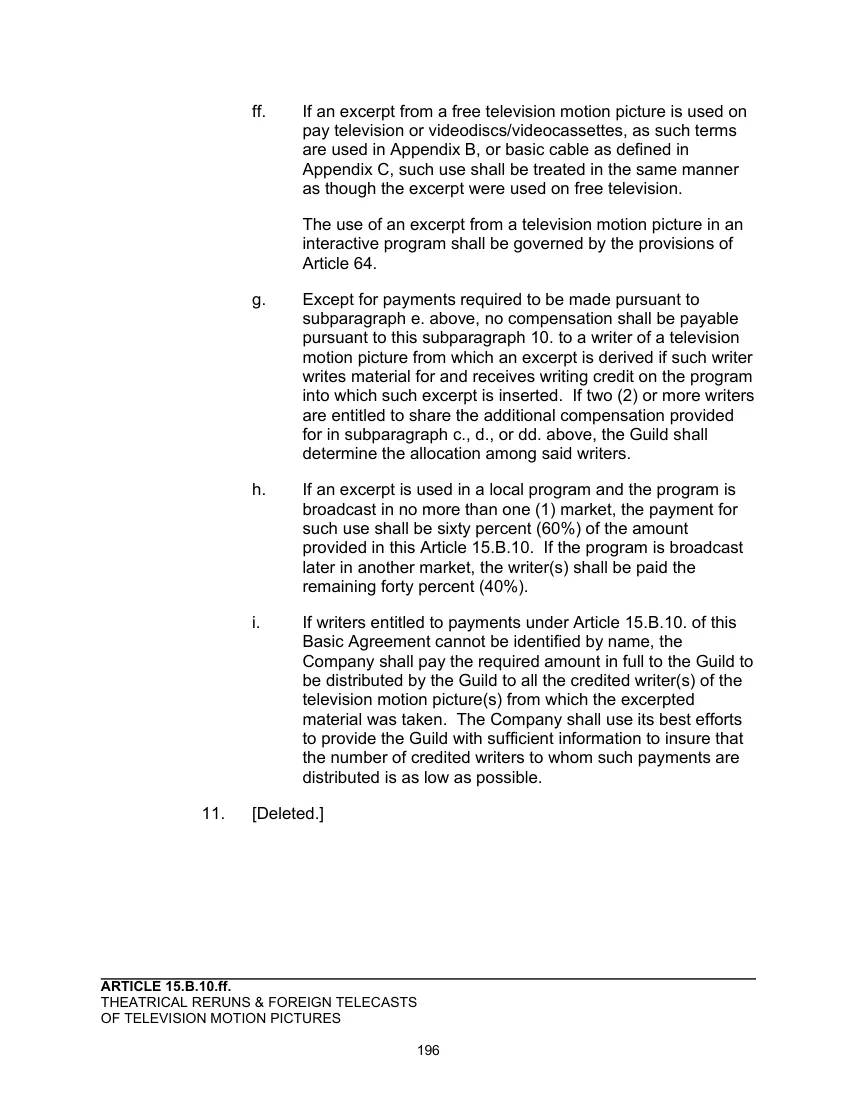 ff. If an excerpt from a free television motion picture is used on
pay television or videodiscs/videocassettes, as such terms
are used in Appendix B, or basic cable as defined in
Appendix C, such use shall be treated in the same manner
as though the excerpt were used on free television.
The use of an excerpt from a television motion picture in an
interactive program shall be governed by the provisions of
Article 64.
g. Except for payments required to be made pursuant to
subparagraph e. above, no compensation shall be payable
pursuant to this subparagraph 10. to a writer of a television
motion picture from which an excerpt is derived if such writer
writes material for and receives writing credit on the program
into which such excerpt is inserted. If two (2) or more writers
are entitled to share the additional compensation provided
for in subparagraph c., d., or dd. above, the Guild shall
determine the allocation among said writers.
h. If an excerpt is used in a local program and the program is
broadcast in no more than one (1) market, the payment for
such use shall be sixty percent (60%) of the amount
provided in this Article 15.B.10. If the program is broadcast
later in another market, the writer(s) shall be paid the
remaining forty percent (40%).
i. If writers entitled to payments under Article 15.B.10. of this
Basic Agreement cannot be identified by name, the
Company shall pay the required amount in full to the Guild to
be distributed by the Guild to all the credited writer(s) of the
television motion picture(s) from which the excerpted
material was taken. The Company shall use its best efforts
to provide the Guild with sufficient information to insure that
the number of credited writers to whom such payments are
distributed is as low as possible.
11. [Deleted.]
ARTICLE 15.B.10.ff.
THEATRICAL RERUNS & FOREIGN TELECASTS
OF TELEVISION MOTION PICTURES
196